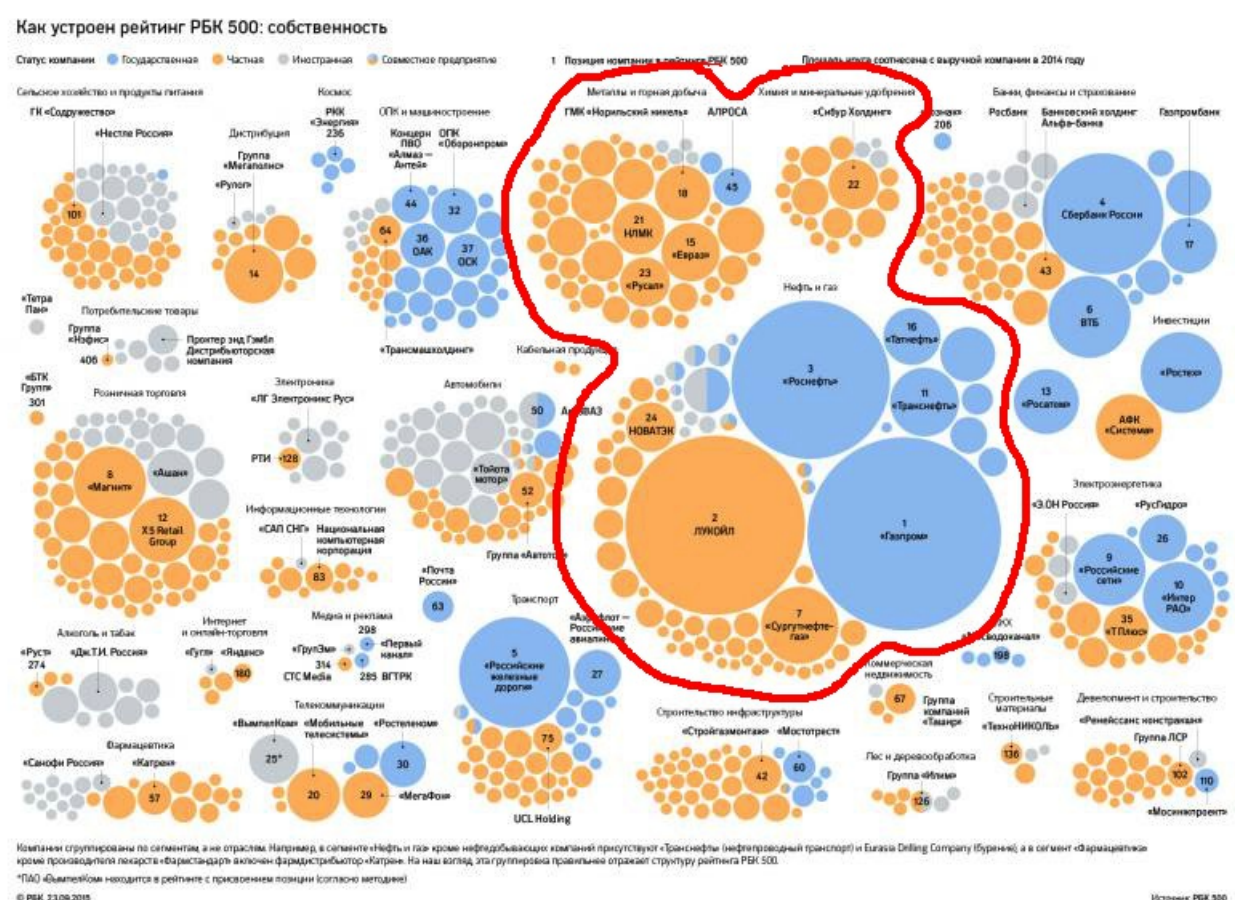 Как устроен рейтинг РБК 500: собственность
Статус компании Государственная Частная Иностранная Совместное предприятие 1 Позиция компании в рейтинге РБК 500 Площадь круга соотнесена с выручкой компании в 2014 году
Сельское хозяйство и продукты питания
ГК «Содружество»
«Нестле Россия»
101
Дистрибуция
Группа
«Мегаполис»
«Рулог»
14
Космос
РКК
«Энергия»
236
ОПК и машиностроение
Концерн
ПВО
«Алмаз —
Антей»
ОПК
«Оборонпром»
44
32
64
36
ОАК
37
ОСК
«Трансмашхолдинг»
Металлы и горная добыча
ГМК «Норильский никель»
АЛРОСА
18
45
21
НЛМК
15
«Евраз»
23
«Русал»
Химия и минеральные удобрения
«Сибур Холдинг»
22
206
Банки, финансы и страхование
Росбанк
Банковский холдинг
Альфа-банка
Газпромбанк
4
Сбербанк России
17
43
6
ВТБ
«Тетра
Пак»
Потребительские товары
Группа
«Нэфис»
406
Проктер энд Гэмбл
Дистрибьюторская
компания
Кабельная
Нефть и газ
3
«Роснефть»
16
«Татнефть»
11
«Транснефть»
24
НОВАТЭК
2
ЛУКОЙЛ
1
«Газпром»
7
«Сургутнефте-
газ»
Инвестиции
«Ростех»
13
«Росатом»
АФК
«Система»
«БТК
Групп»
301
Розничная торговля
8
«Магнит»
«Ашан»
12
X5 Retail
Group
Электроника
«ЛГ Электроникс Рус»
РТИ
128
Автомобили
50
«Тойота
мотор»
52
Группа
Информационные технологии
«САП СНГ»
Национальная
компьютерная
корпорация
83
Электроэнергетика
«Э.ОН Россия»
«РусГидро»
26
9
«Российские
сети»
10
«Интер
РАО»
35
«ТПлюс»
«Почта
России»
63
Транспорт
5
«Российские
железные
дороги»
«Аэрофлот —
Российские
авиалинии»
27
75
UCL Holding
Алкоголь и табак
«Руст»
274
«Дж.Т.И. Россия»
Интернет
и онлайн-торговля
«Гугл»
«Яндекс»
180
Медиа и реклама
298
«Первый
канал»
«ГрупЭм»
314
СТС Media
285 ВГТРК
Телекоммуникации
«ВымпелКом»
«Мобильные
телесистемы»
«Ростелеком»
25*
20
29
30
«МегаФон»
Фармацевтика
«Санофи Россия»
«Катрен»
57
Строительство инфраструктуры
«Стройгазмонтаж»
«Мостотрест»
42
60
198
Коммерческая
недвижимость
67
Группа
компаний
«Ташир»
Лес и деревообработка
Группа «Илим»
126
Строительные
материалы
«ТехноНИКОЛЬ»
136
Девелопмент и строительство
«Ренейссанс констракшн»
Группа ЛСР
102
110
«Мосинжпроект»
Компании сгруппированы по сегментам, а не отраслям. Например, в сегменте «Нефть и газ» кроме нефтедобывающих компаний присутствуют «Транснефть» (нефтепроводный транспорт) и Eurasia Drilling Company (бурение), а в сегмент «Фармацевтика»
кроме производителя лекарств «Фармстандарт» включен фармдистрибьютор «Катрен». На наш взгляд, эта группировка правильнее отражает структуру рейтинга РБК 500.
*ПАО «ВымпелКом» находится в рейтинге с присвоением позиции (согласно методике)
© РБК, 23.09.2015
Источник: РБК 500